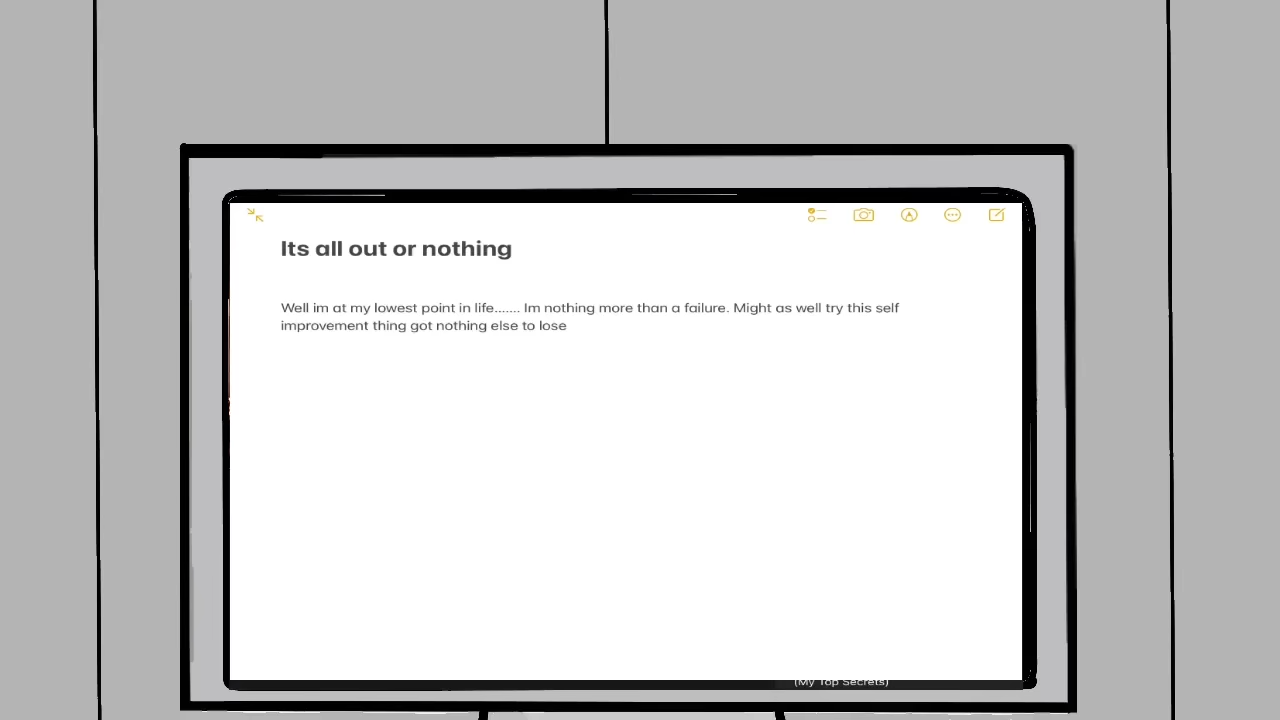 Its all out or nothing
Well im at my lowest point in life....... Im nothing more than a failure. Might as well try this self
improvement thing got nothing else to lose
(My Top Secrets)